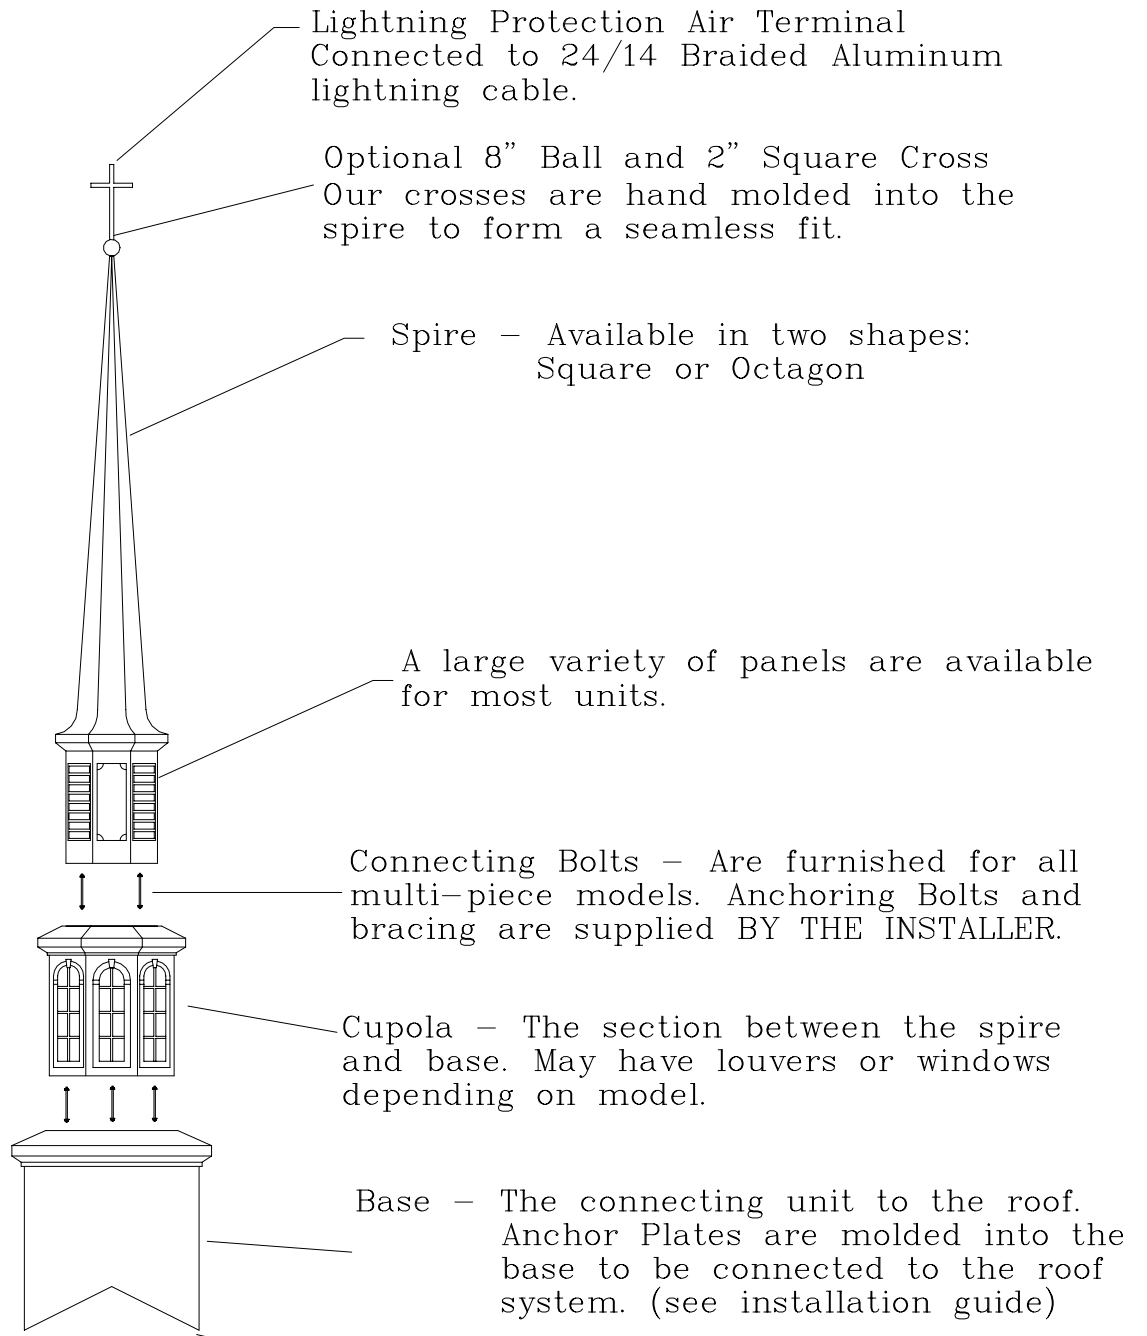 Lightning Protection Air Terminal
Connected to 24/14 Braided Aluminum
lightning cable.
Optional 8” Ball and 2” Square Cross
Our crosses are hand molded into the
spire to form a seamless fit.
Spire – Available in two shapes:
Square or Octagon
A large variety of panels are available
for most units.
Connecting Bolts – Are furnished for all
multi–piece models. Anchoring Bolts and
bracing are supplied BY THE INSTALLER.
Cupola – The section between the spire
and base. May have louvers or windows
depending on model.
Base – The connecting unit to the roof.
Anchor Plates are molded into the
base to be connected to the roof
system. (see installation guide)